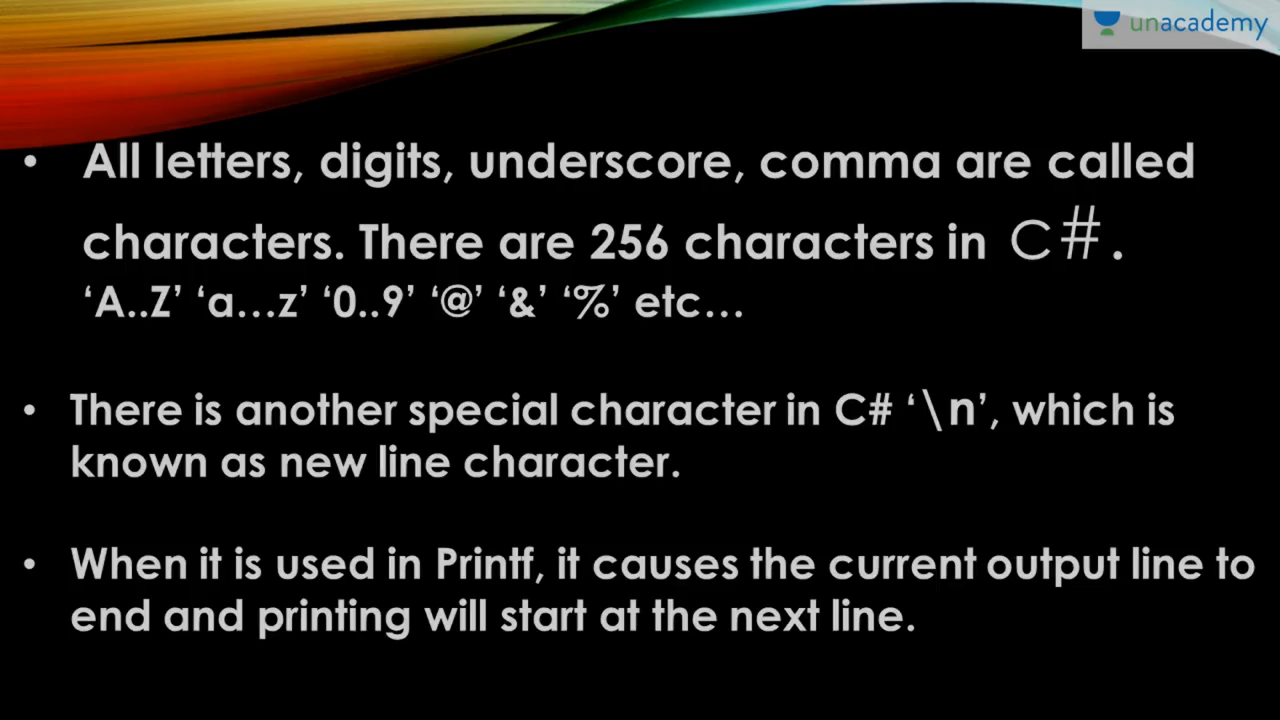 unacademy
• All letters, digits, underscore, comma are called
characters. There are 256 characters in C#.
‘A..Z’ ‘a...z’ ‘0..9’ ‘@’ ‘&’ ‘%’ etc...
• There is another special character in C# ‘\n’, which is
known as new line character.
• When it is used in Printf, it causes the current output line to
end and printing will start at the next line.